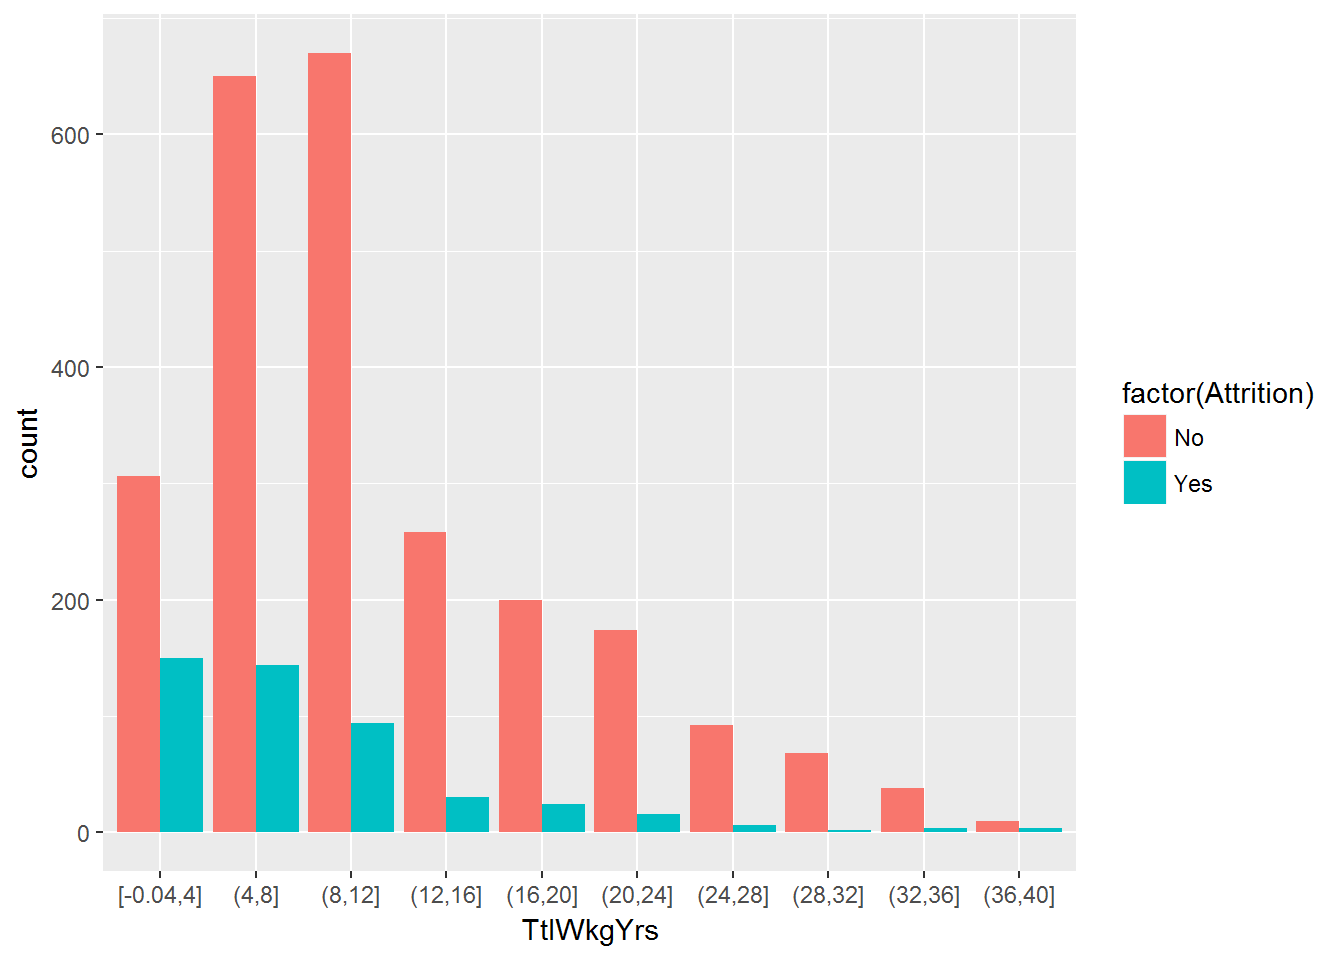 600
400
200
0
count
[-0.04,4] (4,8] (8,12] (12,16] (16,20] (20,24] (24,28] (28,32] (32,36] (36,40]
TtlWkgYrs
factor(Attrition)
No
Yes